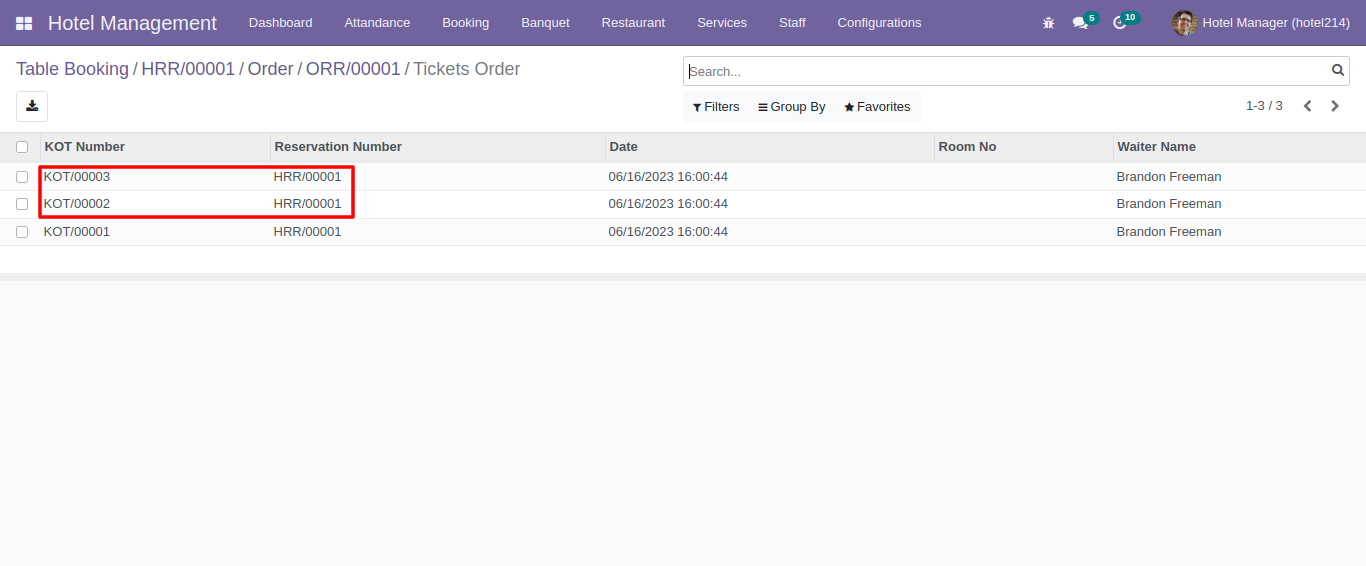 Hotel Management Dashboard Attandance Booking Banquet Restaurant Services Staff Configurations 5 10 Hotel Manager (hotel214)
Table Booking / HRR/00001 / Order / ORR/00001 / Tickets Order
Search...
Filters Group By Favorites 1-3 / 3
KOT Number Reservation Number Date Room No Waiter Name
KOT/00003 HRR/00001 06/16/2023 16:00:44 Brandon Freeman
KOT/00002 HRR/00001 06/16/2023 16:00:44 Brandon Freeman
KOT/00001 HRR/00001 06/16/2023 16:00:44 Brandon Freeman